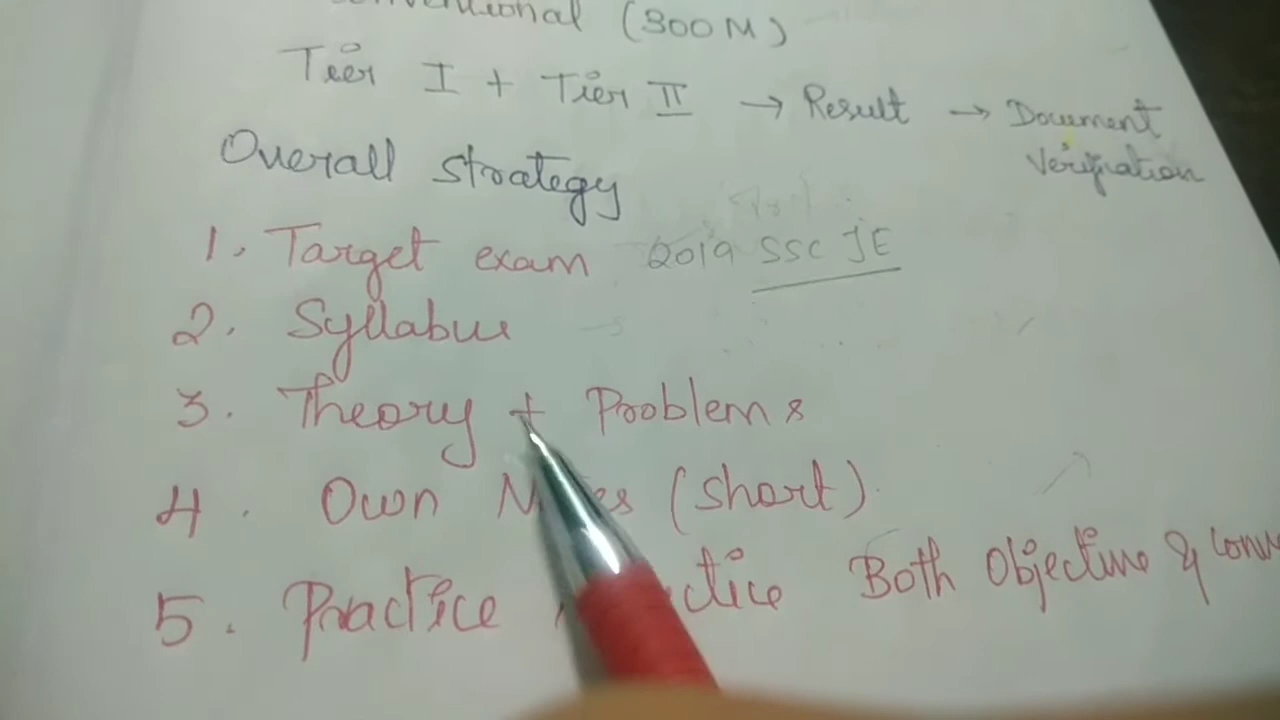 (300M)
Tier I + Tier II → Result → Document Verification
Overall strategy
1. Target exam 2019 SSC JE
2. Syllabus
3. Theory + Problems
4. Own (short)
5. Practice Both Objective &